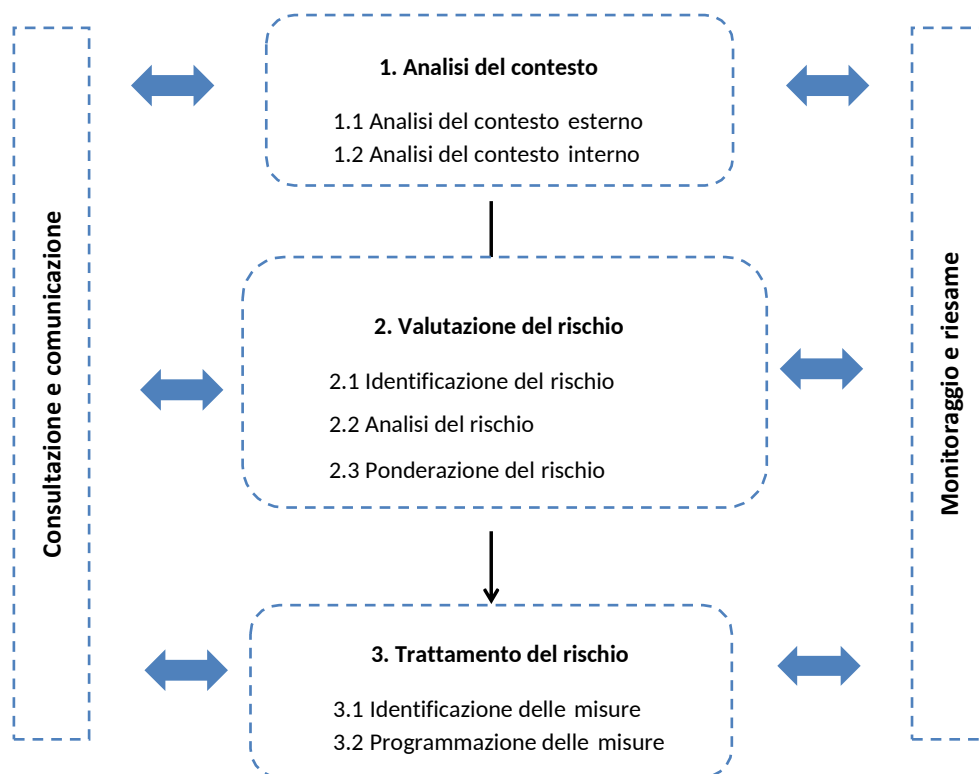 Consultazione e comunicazione
1. Analisi del contesto
1.1 Analisi del contesto esterno
1.2 Analisi del contesto interno
2. Valutazione del rischio
2.1 Identificazione del rischio
2.2 Analisi del rischio
2.3 Ponderazione del rischio
3. Trattamento del rischio
3.1 Identificazione delle misure
3.2 Programmazione delle misure
Monitoraggio e riesame